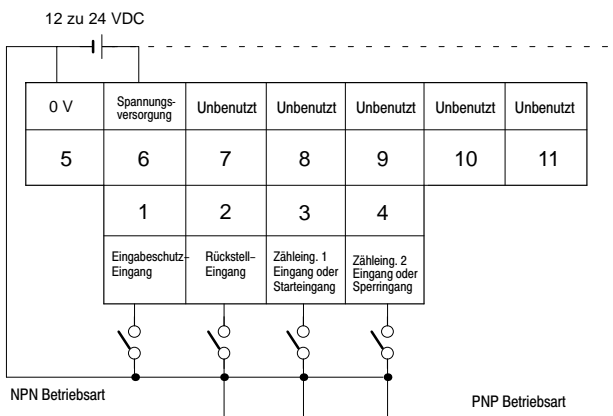 12 zu 24 VDC
0 V
Spannungs-
versorgung
Unbenutzt
Unbenutzt
Unbenutzt
Unbenutzt
Unbenutzt
5
6
7
8
9
10
11
1
2
3
4
Eingabeschutz-
Eingang
Rückstell-
Eingang
Zähleing. 1
Eingang oder
Starteingang
Zähleing. 2
Eingang oder
Sperringang
NPN Betriebsart
PNP Betriebsart